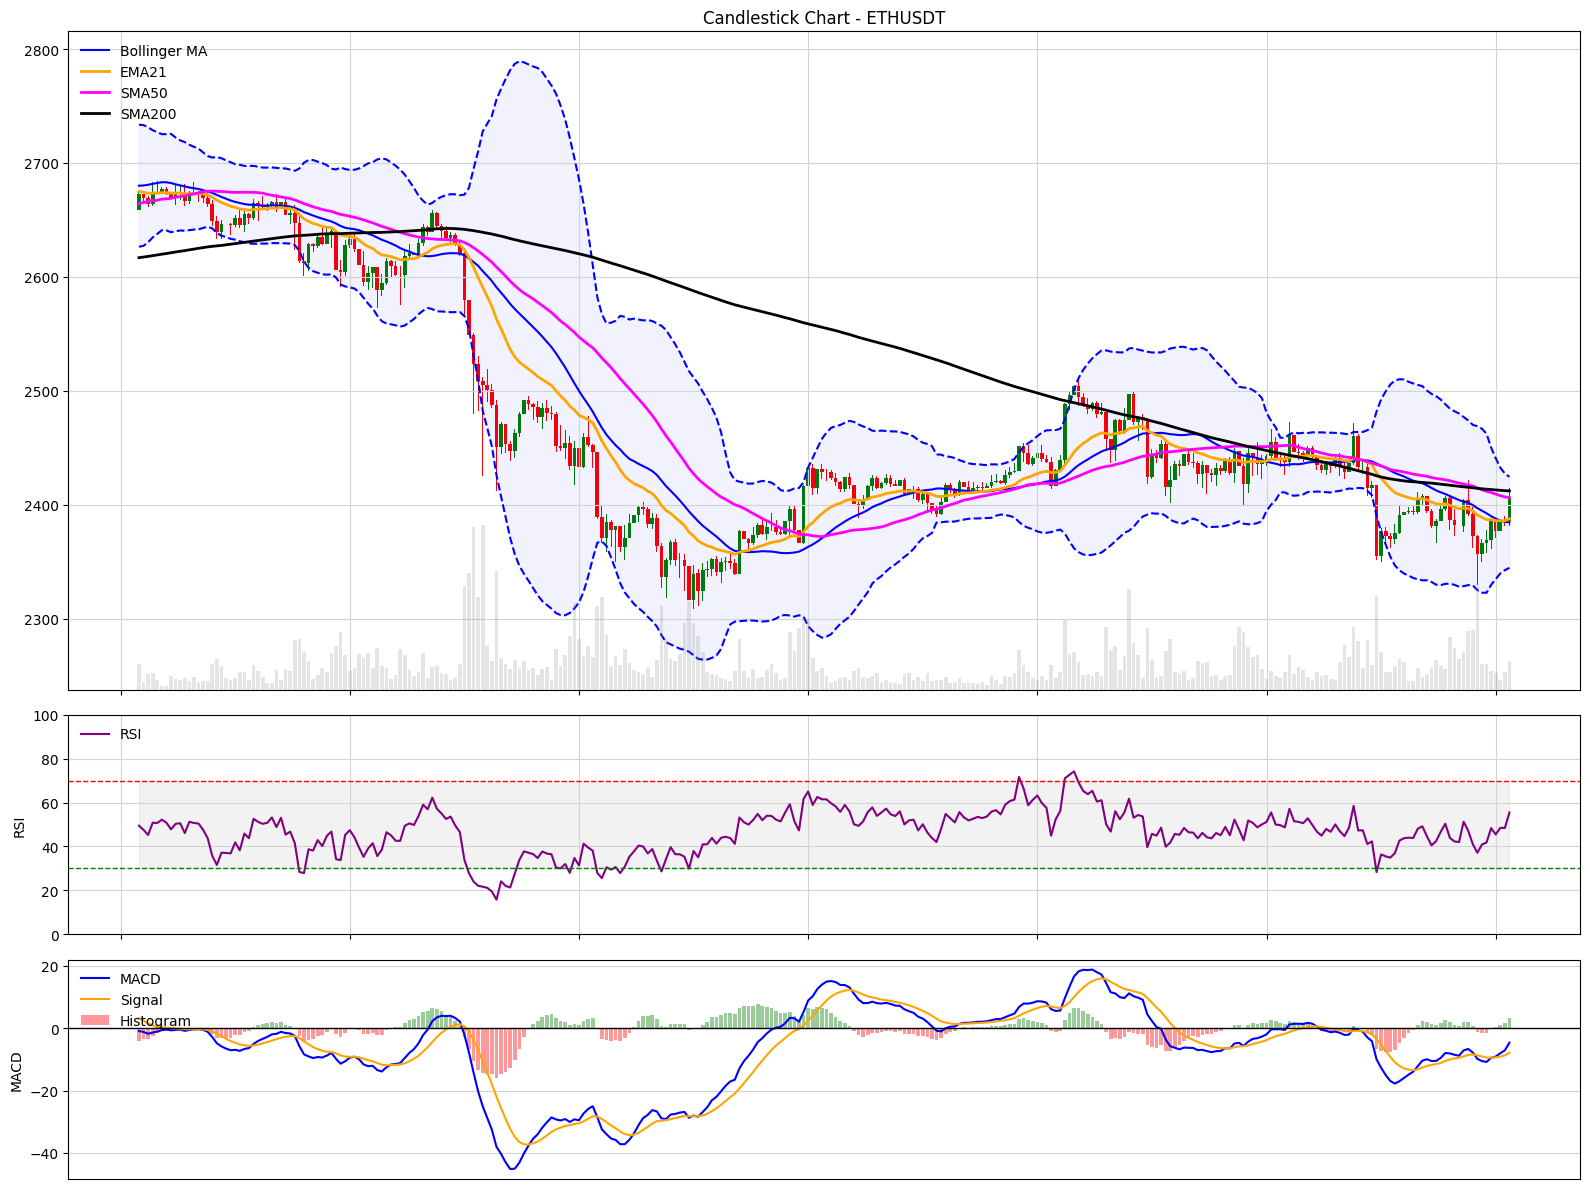 Candlestick Chart - ETHUSDT
Bollinger MA
EMA21
SMA50
SMA200
2800
2700
2600
2500
2400
2300
RSI
100
80
60
40
20
0
RSI
MACD
Signal
Histogram
20
0
−20
−40
MACD